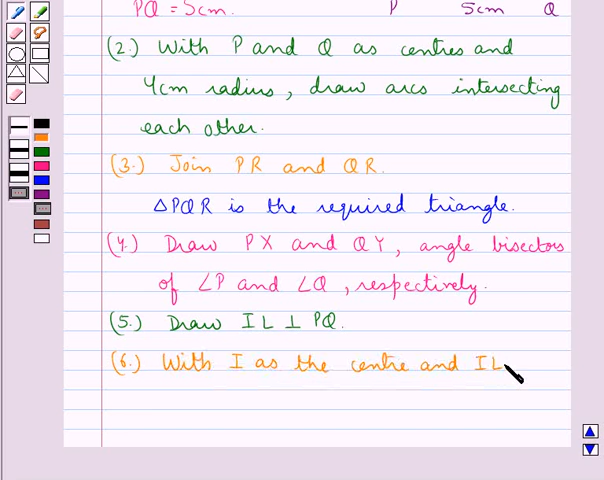 PQ = 5cm. P 5cm Q
(2.) With P and Q as centres and
4cm radius, draw arcs intersecting
each other.
(3.) Join PR and QR.
△PQR is the required triangle.
(4.) Draw PX and QY, angle bisectors
of ∠P and ∠Q, respectively.
(5.) Draw IL ⊥ PQ.
(6.) With I as the centre and IL